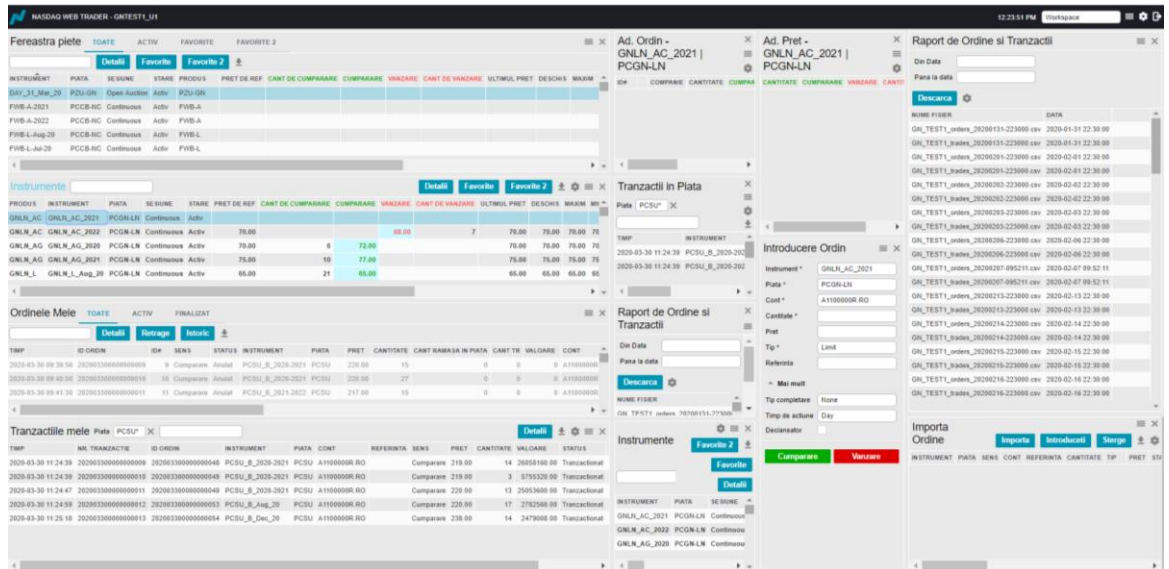 NASDAQ WEB TRADER - GNTEST1_U1
12:23:51 PM Workspace
Fereastra piete TOATE ACTIV FAVORITE FAVORITE 2
Detalii Favorite Favorite 2
INSTRUMENT PIATA SESIUNE STARE PRODUS PRET DE REF CANT DE CUMPARARE CUMPARARE VANZARE CANT DE VANZARE ULTIMUL PRET DESCHIS MAXIM
DAY_31_Mar_20 PZU-GN Open Auction Activ PZU-GN
FWB-A-2021 PCCB-NC Continuous Activ FWB-A
FWB-A-2022 PCCB-NC Continuous Activ FWB-A
FWB-L-Aug-20 PCCB-NC Continuous Activ FWB-L
FWB-L-Jul-20 PCCB-NC Continuous Activ FWB-L
Instrumente
Detalii Favorite Favorite 2
PRODUS INSTRUMENT PIATA SESIUNE STARE PRET DE REF CANT DE CUMPARARE CUMPARARE VANZARE CANT DE VANZARE ULTIMUL PRET DESCHIS MAXIM
GNLN_AC GNLN_AC_2021 PCGN-LN Continuous Activ
GNLN_AC GNLN_AC_2022 PCGN-LN Continuous Activ 70.00 68.00 7 70.00 70.00 70.00 70
GNLN_AG GNLN_AG_2020 PCGN-LN Continuous Activ 70.00 6 72.00 70.00 70.00 70.00 70
GNLN_AG GNLN_AG_2021 PCGN-LN Continuous Activ 75.00 10 77.00 75.00 75.00 75.00 75
GNLN_L GNLN_L_Aug_20 PCGN-LN Continuous Activ 65.00 21 65.00 65.00 65.00 65.00 65
Ordinele Mele TOATE ACTIV FINALIZAT
Detalii Retrage Istoric
TIMP ID ORDIN ID# SENS STATUS INSTRUMENT PIATA PRET CANTITATE CANT RAMASA IN PIATA CANT TR VALOARE CONT
2020-03-30 09:38:56 9 Cumparare Anulat PCSU_B_2020-2021 PCSU 220.00 15 0 0 0
2020-03-30 09:40:00 10 Cumparare Anulat PCSU_B_2020-2021 PCSU 220.00 27 0 0 0
2020-03-30 09:41:30 11 Cumparare Anulat PCSU_B_2021-2022 PCSU 217.00 15 0 0 0
Tranzactiile mele Piata PCSU*
Detalii
TIMP NR. TRANZACTIE ID ORDIN INSTRUMENT PIATA CONT REFERINTA SENS PRET CANTITATE VALOARE STATUS
2020-03-30 11:24:39 PCSU_B_2020-2021 PCSU A1100000R.RO Cumparare 219.00 14 26858160.00 Tranzactionat
2020-03-30 11:24:39 PCSU_B_2020-2021 PCSU A1100000R.RO Cumparare 219.00 3 5755320.00 Tranzactionat
2020-03-30 11:24:47 PCSU_B_2020-2021 PCSU A1100000R.RO Cumparare 220.00 13 25053600.00 Tranzactionat
2020-03-30 11:24:59 PCSU_B_Aug_20 PCSU A1100000R.RO Cumparare 220.00 17 2782560.00 Tranzactionat
2020-03-30 11:25:18 PCSU_B_Dec_20 PCSU A1100000R.RO Cumparare 238.00 14 2479008.00 Tranzactionat
Ad. Ordin -
GNLN_AC_2021 |
PCGN-LN
ID# COMPANIE CANTITATE CUMPAR
Tranzactii in Piata
Piata PCSU*
TIMP INSTRUMENT
2020-03-30 11:24:39 PCSU_B_2020-202
2020-03-30 11:24:39 PCSU_B_2020-202
Raport de Ordine si
Tranzactii
Din Data
Pana la data
Descarca
NUME FISIER
GN_TEST1_orders_20200131-22300
Instrumente
Favorite 2
Favorite
Detalii
INSTRUMENT PIATA SESIUNE
GNLN_AC_2021 PCGN-LN Continuous
GNLN_AC_2022 PCGN-LN Continuou
GNLN_AG_2020 PCGN-LN Continuou
Ad. Pret -
GNLN_AC_2021 |
PCGN-LN
CANTITATE CUMPARARE VANZARE CANTI
Introducere Ordin
Instrument * GNLN_AC_2021
Piata * PCGN-LN
Cont * A1100000R.RO
Cantitate *
Pret
Tip * Limit
Referinta
Mai mult
Tip completare None
Timp de actiune Day
Declansator
Cumparare Vanzare
Raport de Ordine si Tranzactii
Din Data
Pana la data
Descarca
NUME FISIER DATA
GN_TEST1_orders_20200131-223000.csv 2020-01-31 22:30:00
GN_TEST1_trades_20200131-223000.csv 2020-01-31 22:30:00
GN_TEST1_orders_20200201-223000.csv 2020-02-01 22:30:00
GN_TEST1_trades_20200201-223000.csv 2020-02-01 22:30:00
GN_TEST1_orders_20200202-223000.csv 2020-02-02 22:30:00
GN_TEST1_trades_20200202-223000.csv 2020-02-02 22:30:00
GN_TEST1_orders_20200203-223000.csv 2020-02-03 22:30:00
GN_TEST1_trades_20200203-223000.csv 2020-02-03 22:30:00
GN_TEST1_orders_20200206-223000.csv 2020-02-06 22:30:00
GN_TEST1_trades_20200206-223000.csv 2020-02-06 22:30:00
GN_TEST1_orders_20200207-095211.csv 2020-02-07 09:52:11
GN_TEST1_trades_20200207-095211.csv 2020-02-07 09:52:11
GN_TEST1_orders_20200213-223000.csv 2020-02-13 22:30:00
GN_TEST1_trades_20200213-223000.csv 2020-02-13 22:30:00
GN_TEST1_orders_20200214-223000.csv 2020-02-14 22:30:00
GN_TEST1_trades_20200214-223000.csv 2020-02-14 22:30:00
GN_TEST1_orders_20200215-223000.csv 2020-02-15 22:30:00
GN_TEST1_trades_20200215-223000.csv 2020-02-15 22:30:00
GN_TEST1_orders_20200216-223000.csv 2020-02-16 22:30:00
GN_TEST1_trades_20200216-223000.csv 2020-02-16 22:30:00
Importa
Ordine
Importa Introduceti Sterge
INSTRUMENT PIATA SENS CONT REFERINTA CANTITATE TIP PRET STA